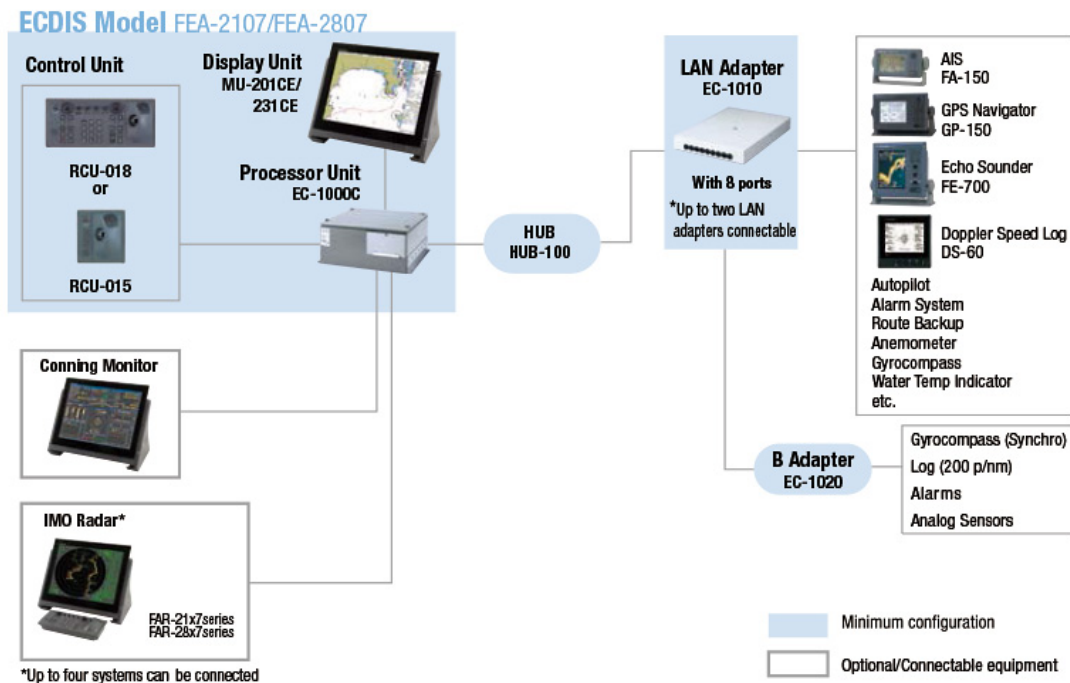 ECDIS Model FEA-2107/FEA-2807
Control Unit
RCU-018
or
RCU-015
Display Unit
MU-201CE/
231CE
Processor Unit
EC-1000C
HUB
HUB-100
LAN Adapter
EC-1010
With 8 ports
*Up to two LAN
adapters connectable
AIS
FA-150
GPS Navigator
GP-150
Echo Sounder
FE-700
Doppler Speed Log
DS-60
Autopilot
Alarm System
Route Backup
Anemometer
Gyrocompass
Water Temp Indicator
etc.
Conning Monitor
B Adapter
EC-1020
Gyrocompass (Synchro)
Log (200 p/nm)
Alarms
Analog Sensors
IMO Radar*
FAR-21x7series
FAR-28x7series
*Up to four systems can be connected
Minimum configuration
Optional/Connectable equipment